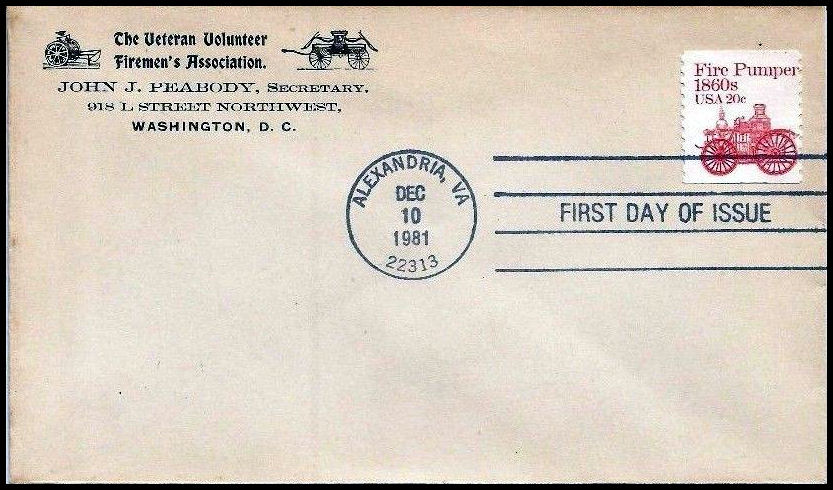 The Veteran Volunteer
Firemen's Association.
JOHN J. PEABODY, SECRETARY,
918 L STREET NORTHWEST,
WASHINGTON, D. C.
Fire Pumper
1860s
USA 20c
ALEXANDRIA, VA
DEC
10
1981
22313
FIRST DAY OF ISSUE